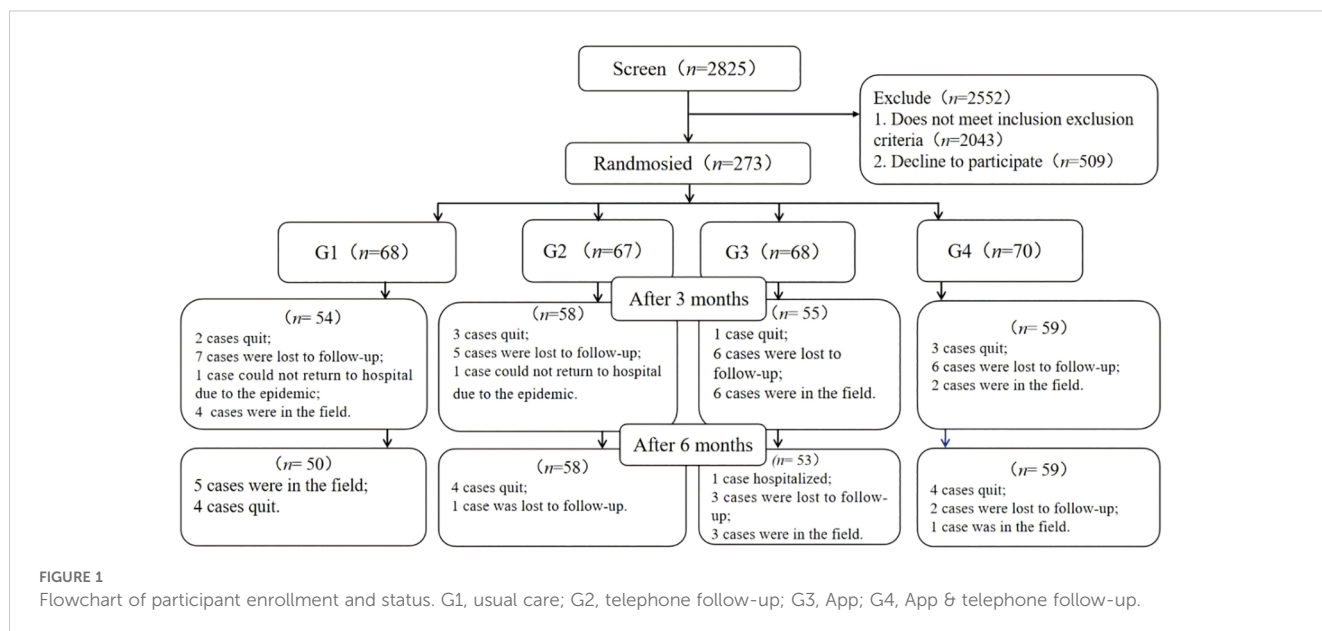 Screen（n=2825）
Exclude（n=2552）
1. Does not meet inclusion exclusion
criteria（n=2043）
2. Decline to participate（n=509）
Randmosied（n=273）
G1（n=68）
G2（n=67）
G3（n=68）
G4（n=70）
After 3 months
（n= 54）
2 cases quit;
7 cases were lost to follow-up;
1 case could not return to hospital
due to the epidemic;
4 cases were in the field.
（n=58）
3 cases quit;
5 cases were lost to follow-up;
1 case could not return to hospital
due to the epidemic.
（n= 55）
1 case quit;
6 cases were lost to
follow-up;
6 cases were in the field.
（n= 59）
3 cases quit;
6 cases were lost to follow-up;
2 cases were in the field.
After 6 months
（n= 50）
5 cases were in the field;
4 cases quit.
（n=58）
4 cases quit;
1 case was lost to follow-up.
（n= 53）
1 case hospitalized;
3 cases were lost to follow-
up;
3 cases were in the field.
（n= 59）
4 cases quit;
2 cases were lost to follow-up;
1 case was in the field.
FIGURE 1
Flowchart of participant enrollment and status. G1, usual care; G2, telephone follow-up; G3, App; G4, App & telephone follow-up.